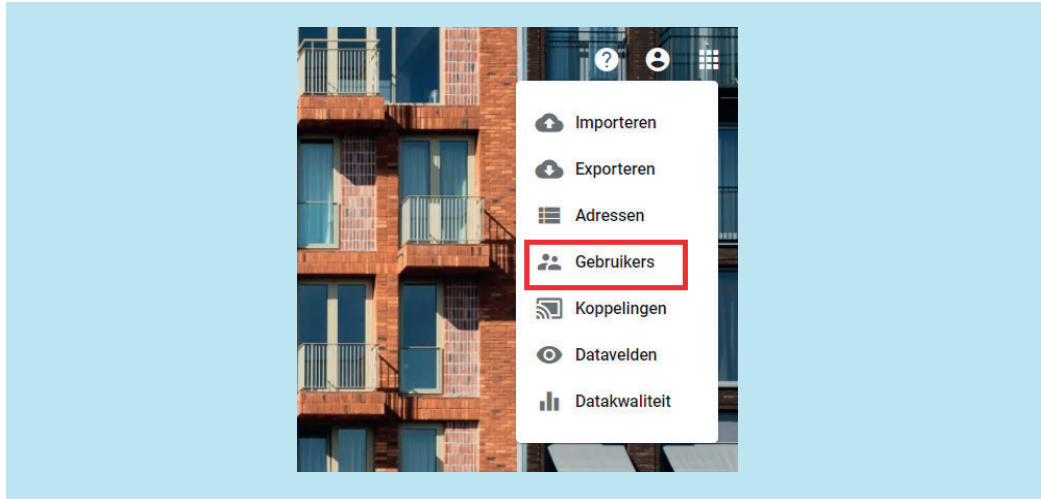 ?
Importeren
Exporteren
Adressen
Gebruikers
Koppelingen
Datavelden
Datakwaliteit